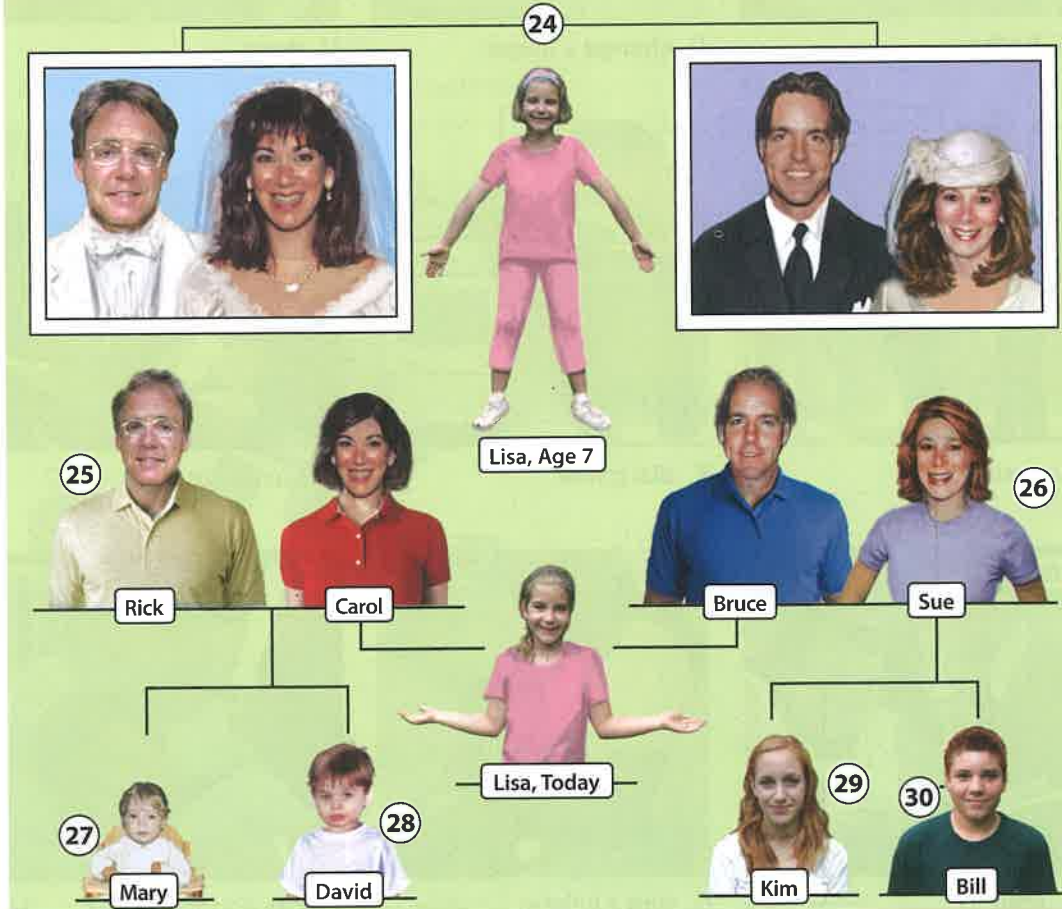 24
Lisa, Age 7
25
26
Rick
Carol
Bruce
Sue
Lisa, Today
27
28
29
30
Mary
David
Kim
Bill